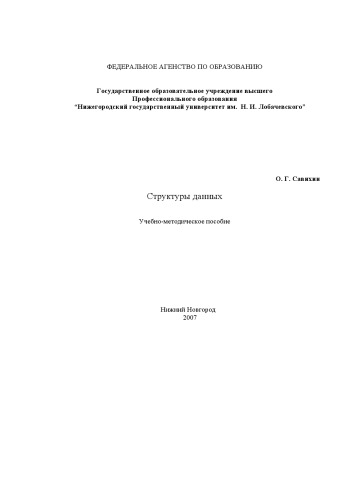 ФЕДЕРАЛЬНОЕ АГЕНСТВО ПО ОБРАЗОВАНИЮ
Государственное образовательное учреждение высшего
Профессионального образования
"Нижегородский государственный университет им. Н. И. Лобачевского"
О. Г. Савихин
Структуры данных
Учебно-методическое пособие
Нижний Новгород
2007